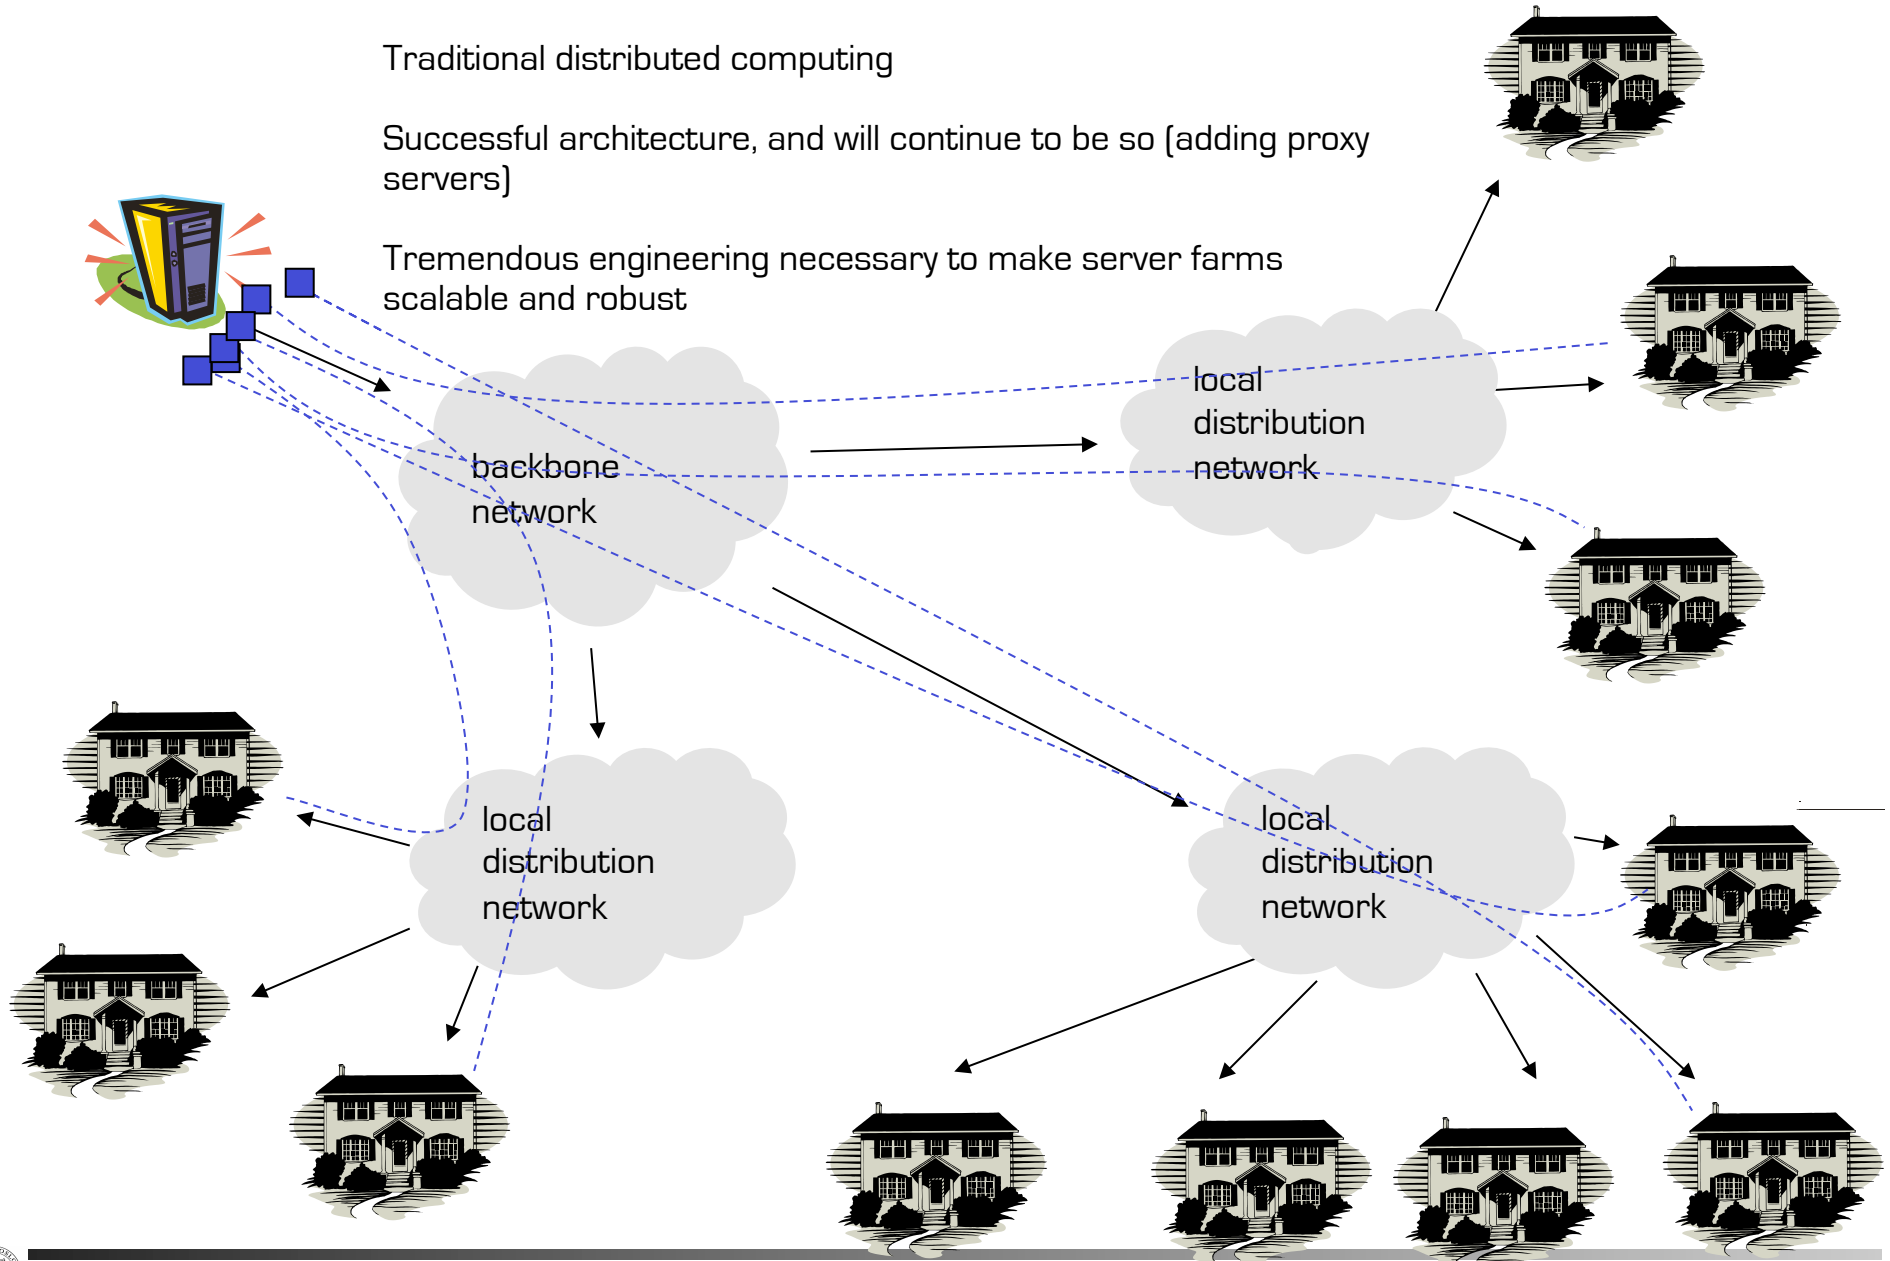 Traditional distributed computing
Successful architecture, and will continue to be so (adding proxy
servers)
Tremendous engineering necessary to make server farms
scalable and robust
local
distribution
network
backbone
network
local
distribution
network
local
distribution
network